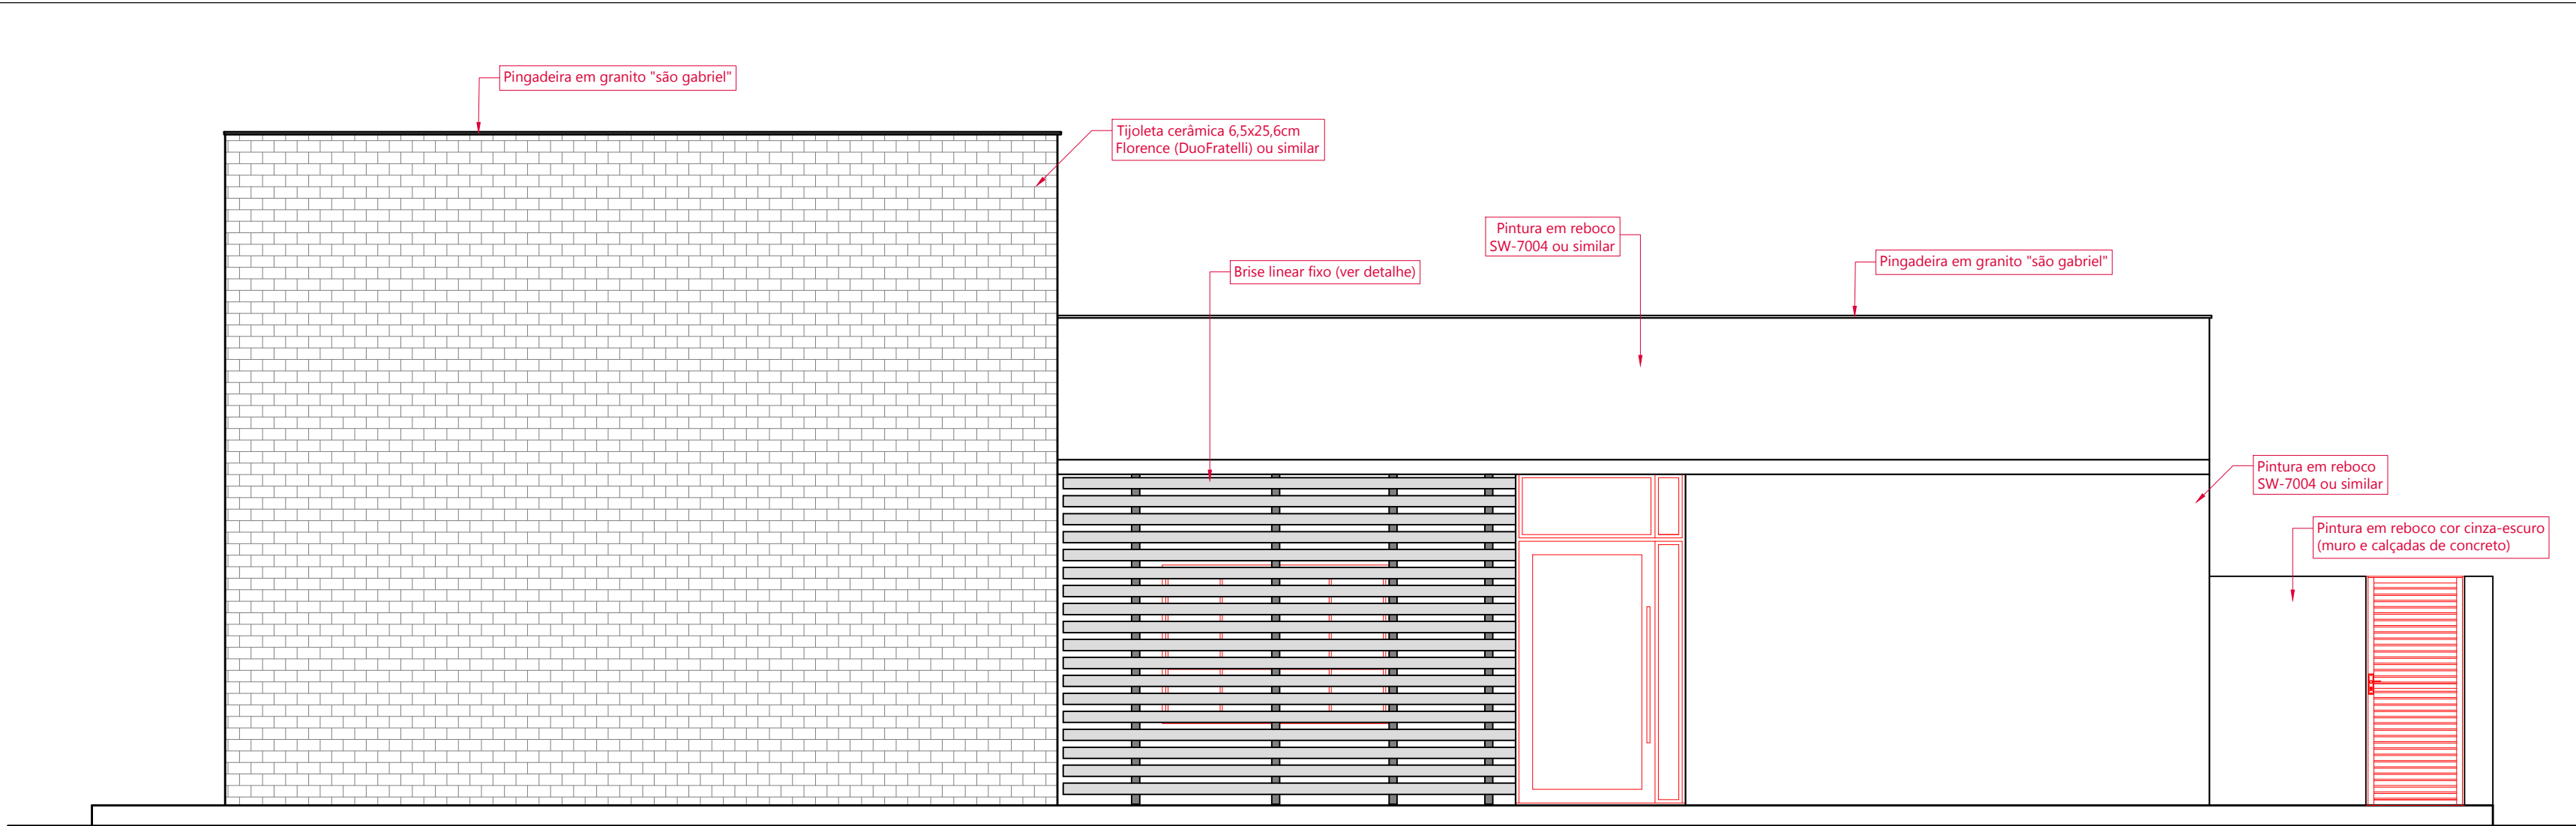 Pingadeira em granito "são gabriel"
Tijoleta cerâmica 6,5x25,6cm
Florence (DuoFratelli) ou similar
Pintura em reboco
SW-7004 ou similar
Brise linear fixo (ver detalhe)
Pingadeira em granito "são gabriel"
Pintura em reboco
SW-7004 ou similar
Pintura em reboco cor cinza-escuro
(muro e calçadas de concreto)